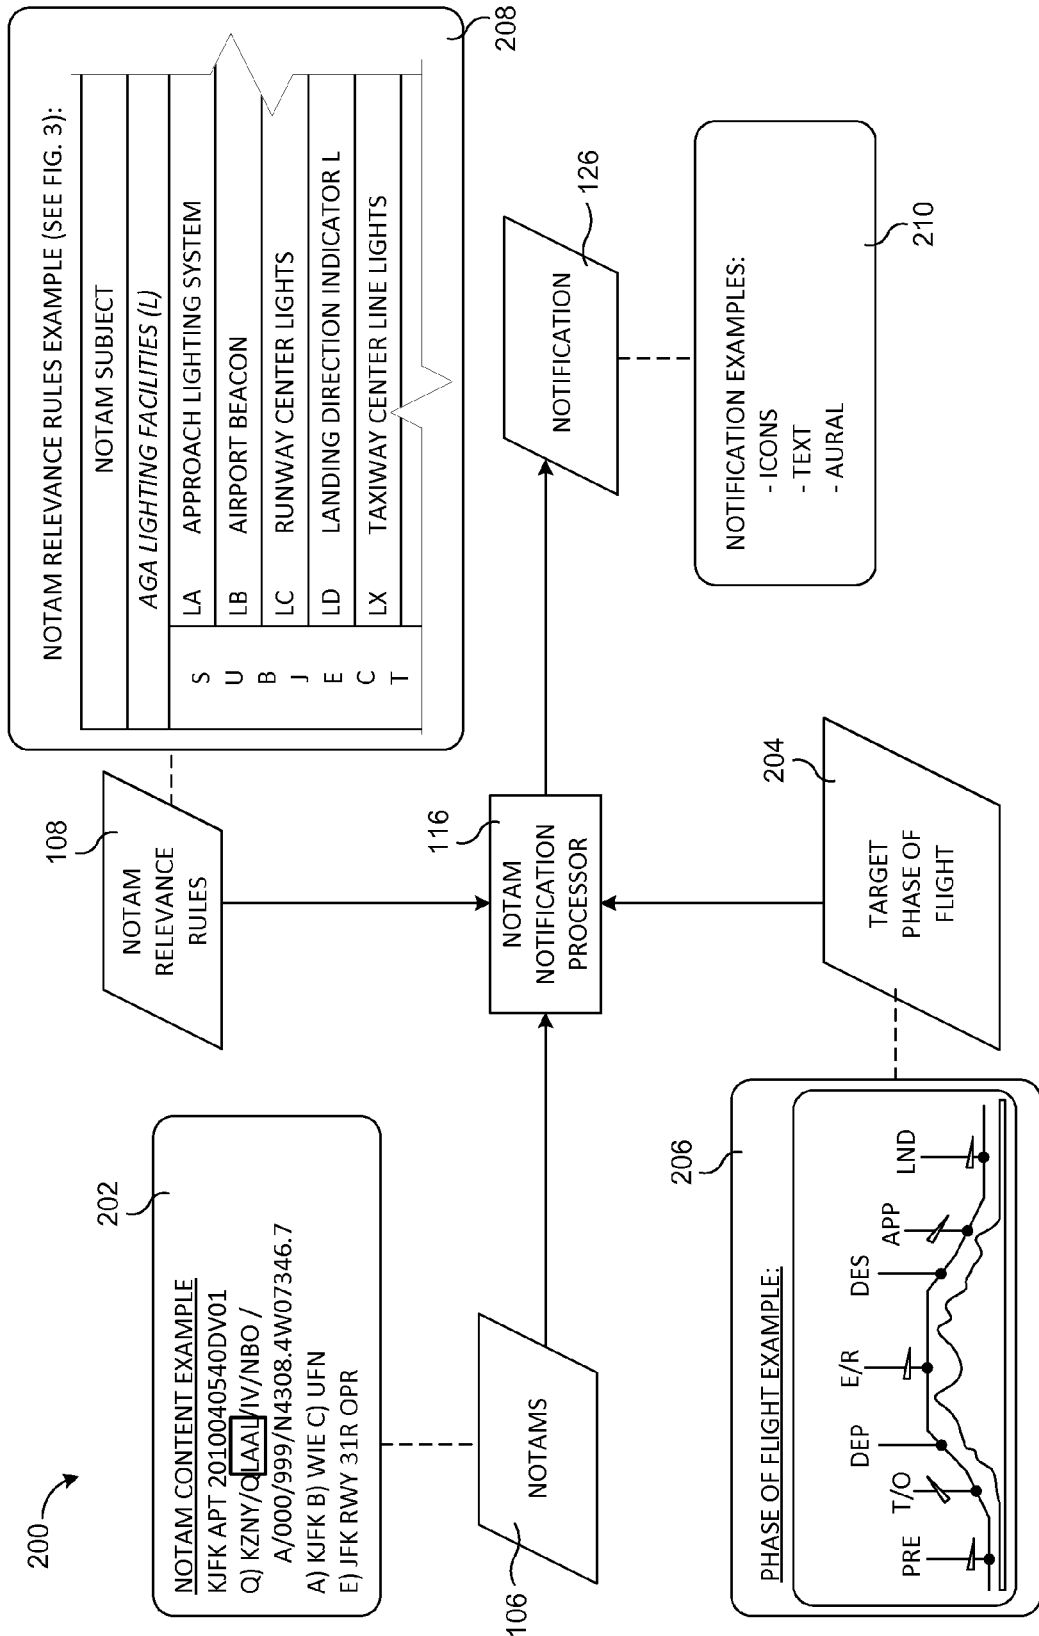 200
NOTAM CONTENT EXAMPLE
KJFK APT 2010040540DV01
Q) KZNY/QLAAL/IV/NBO /
A/000/999/N4308.4W07346.7
A) KJFK B) WIE C) UFN
E) JFK RWY 31R OPR
202
NOTAMS
106
NOTAM
RELEVANCE
RULES
108
NOTAM RELEVANCE RULES EXAMPLE (SEE FIG. 3):
NOTAM SUBJECT
AGA LIGHTING FACILITIES (L)
S
U
B
J
E
C
T
LA APPROACH LIGHTING SYSTEM
LB AIRPORT BEACON
LC RUNWAY CENTER LIGHTS
LD LANDING DIRECTION INDICATOR L
LX TAXIWAY CENTER LINE LIGHTS
208
NOTAM
NOTIFICATION
PROCESSOR
116
NOTIFICATION
126
NOTIFICATION EXAMPLES:
- ICONS
- TEXT
- AURAL
210
PHASE OF FLIGHT EXAMPLE:
PRE
T/O
DEP
E/R
DES
APP
LND
206
TARGET
PHASE OF
FLIGHT
204